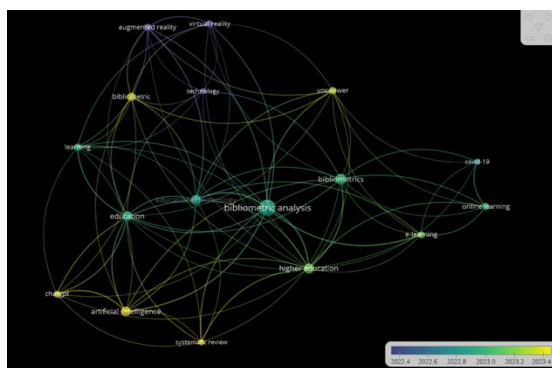 augmented reality
virtual reality
bibliometric
technology
vosviewer
learning
covid-19
bibliometrics
education
bibliometric analysis
online learning
e-learning
higher education
chatgpt
artificial intelligence
systematic review
2022.4 2022.6 2022.8 2023.0 2023.2 2023.4